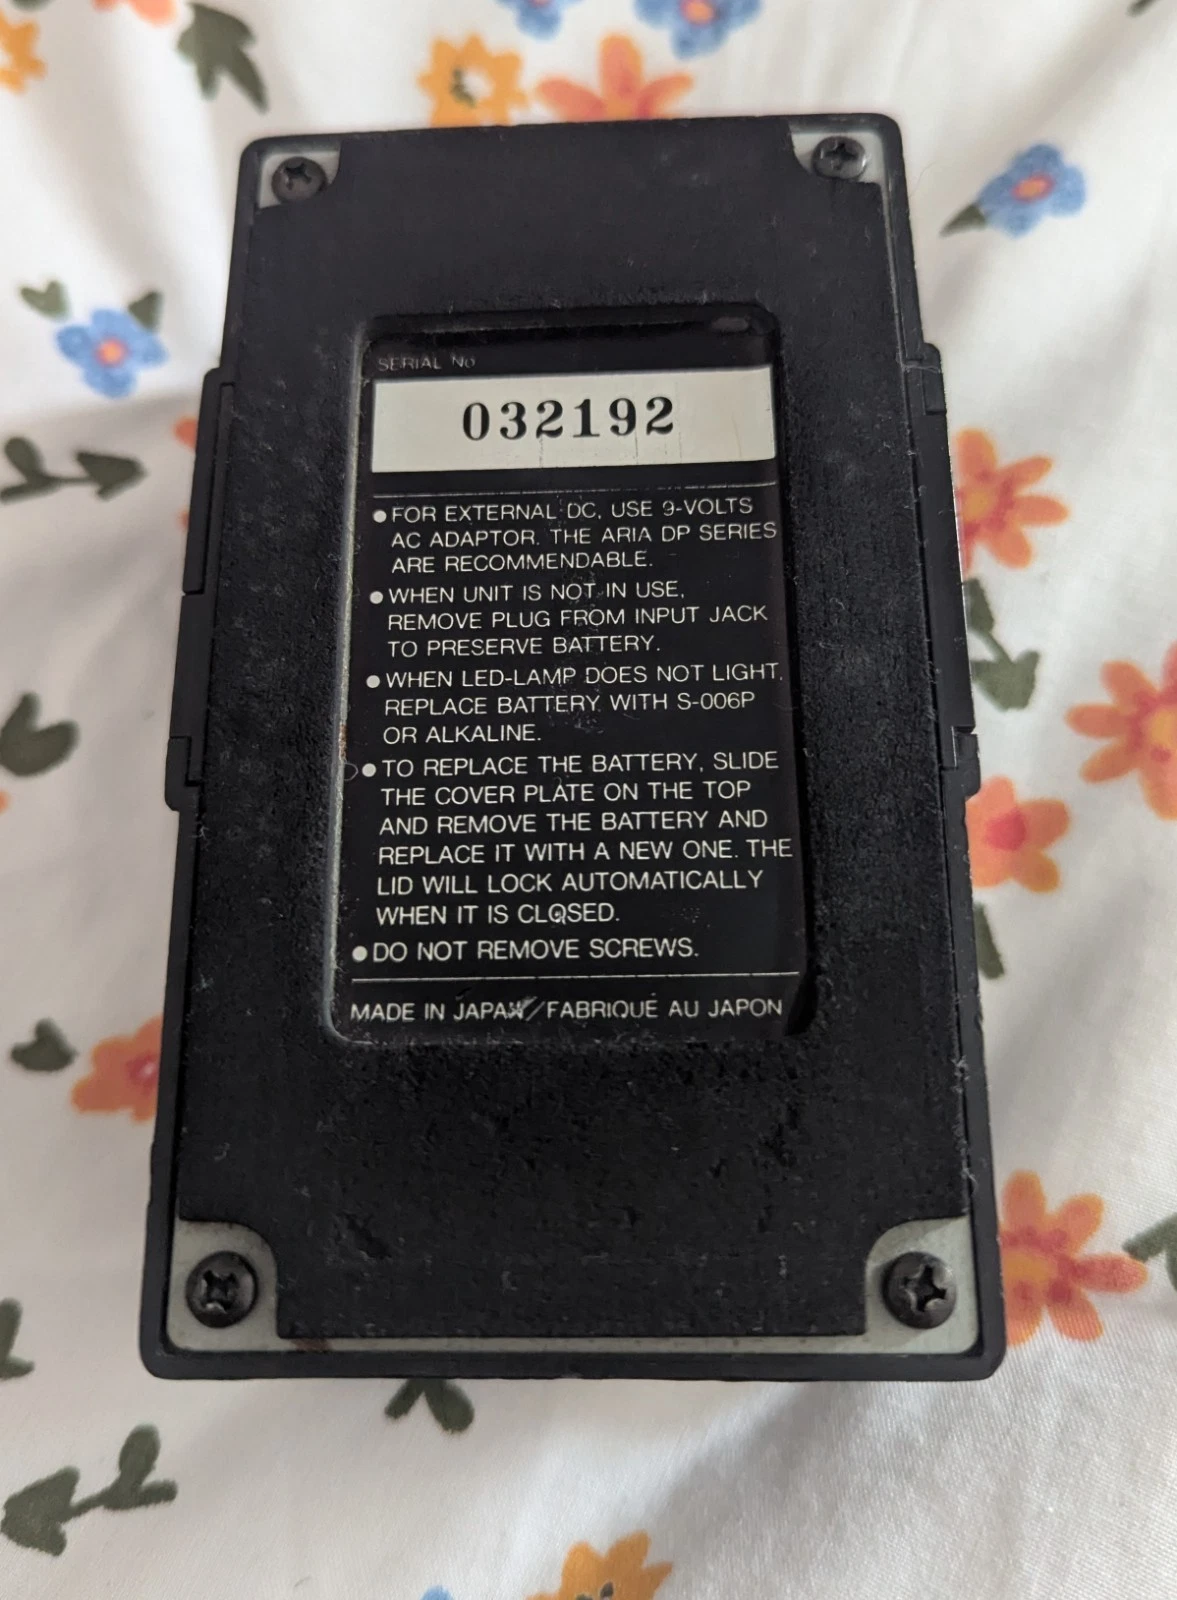 SERIAL No
032192
● FOR EXTERNAL DC, USE 9-VOLTS
AC ADAPTOR. THE ARIA DP SERIES
ARE RECOMMENDABLE.
● WHEN UNIT IS NOT IN USE,
REMOVE PLUG FROM INPUT JACK
TO PRESERVE BATTERY.
● WHEN LED-LAMP DOES NOT LIGHT,
REPLACE BATTERY WITH S-006P
OR ALKALINE.
● TO REPLACE THE BATTERY, SLIDE
THE COVER PLATE ON THE TOP
AND REMOVE THE BATTERY AND
REPLACE IT WITH A NEW ONE. THE
LID WILL LOCK AUTOMATICALLY
WHEN IT IS CLOSED.
● DO NOT REMOVE SCREWS.
MADE IN JAPAN/FABRIQUÉ AU JAPON